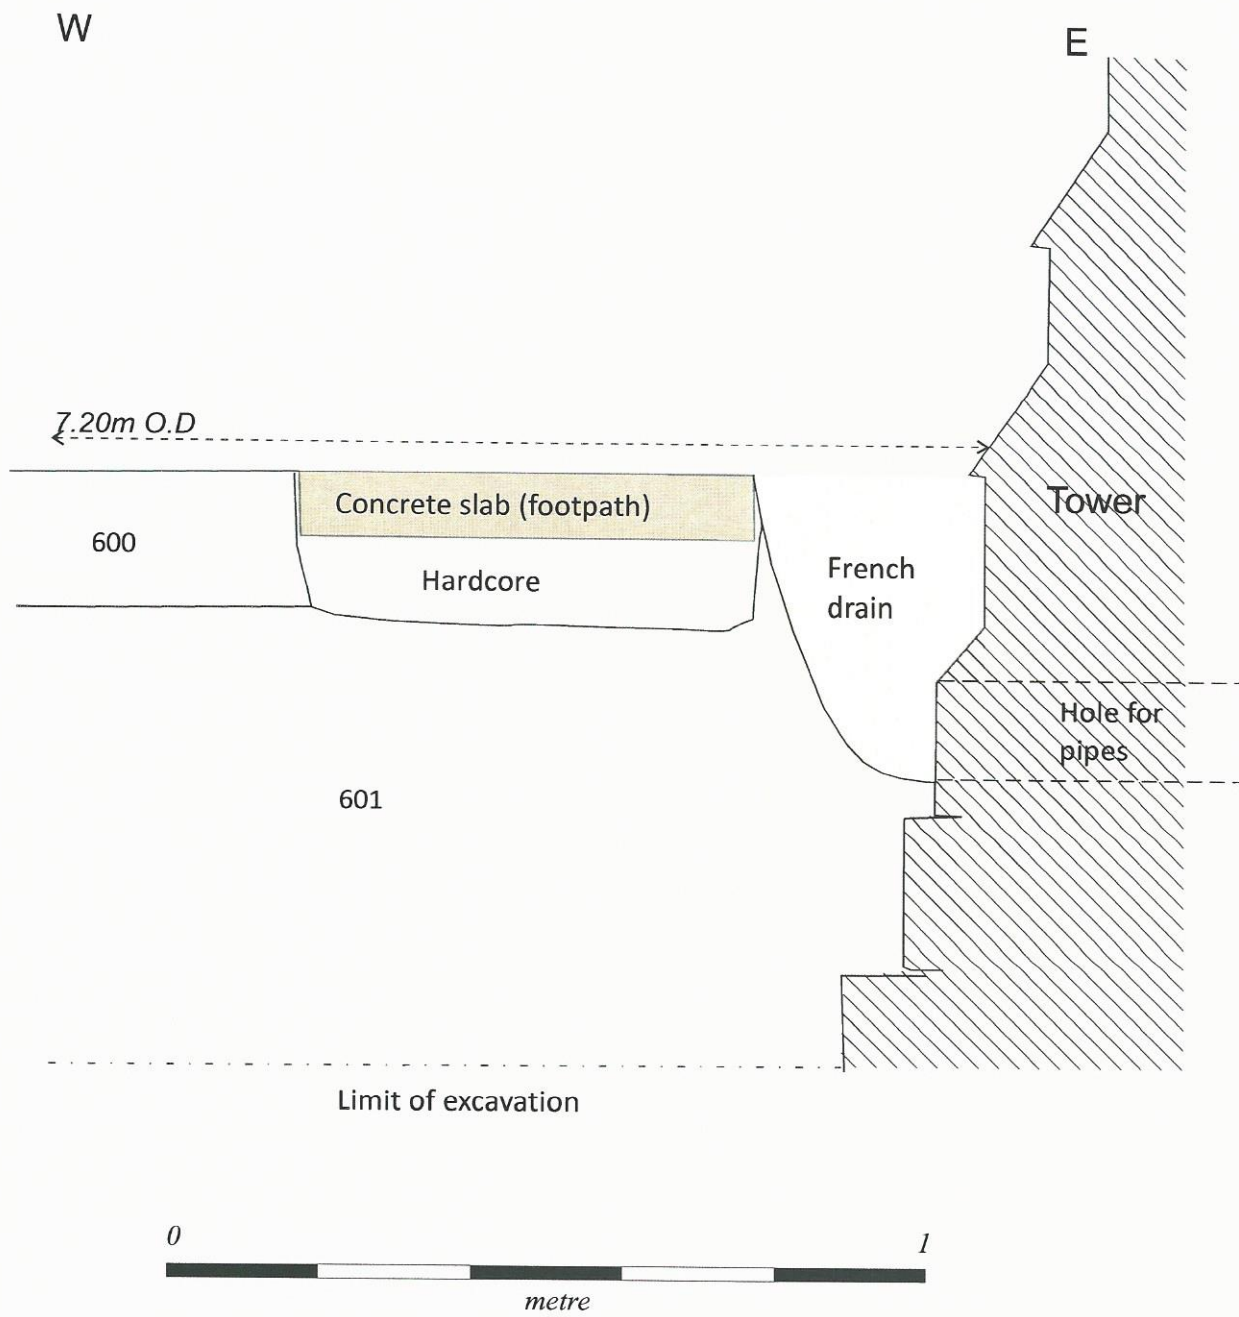 W
E
7.20m O.D
Concrete slab (footpath)
Tower
600
Hardcore
French
drain
Hole for
pipes
601
Limit of excavation
0
1
metre